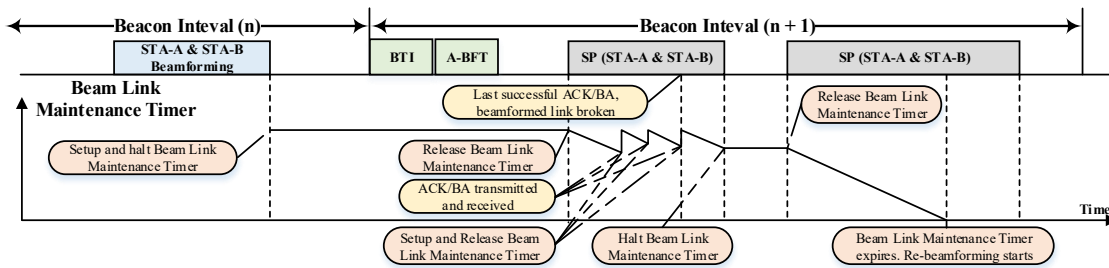 Beacon Inteval (n)
Beacon Inteval (n + 1)
STA-A & STA-B
Beamforming
BTI
A-BFT
SP (STA-A & STA-B)
SP (STA-A & STA-B)
Beam Link
Maintenance Timer
Last successful ACK/BA,
beamformed link broken
Release Beam Link
Maintenance Timer
Setup and halt Beam Link
Maintenance Timer
Release Beam Link
Maintenance Timer
ACK/BA transmitted
and received
Time
Setup and Release Beam
Link Maintenance Timer
Halt Beam Link
Maintenance Timer
Beam Link Maintenance Timer
expires. Re-beamforming starts